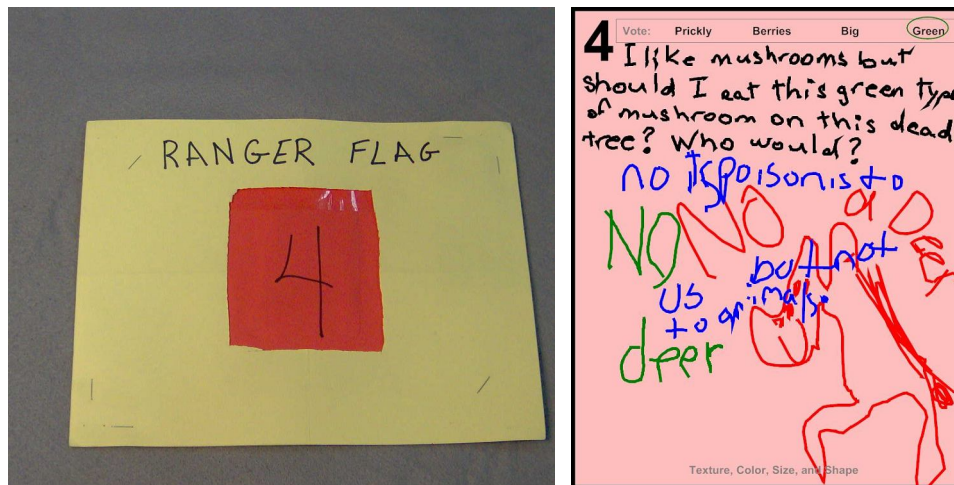 RANGER FLAG
4
4
Vote: Prickly Berries Big Green
I like mushrooms but
should I eat this green type
of mushroom on this dead
tree? Who would?
no its poisonis to
NO NO a DEE
us but not
to animals.
deer
Texture, Color, Size, and Shape